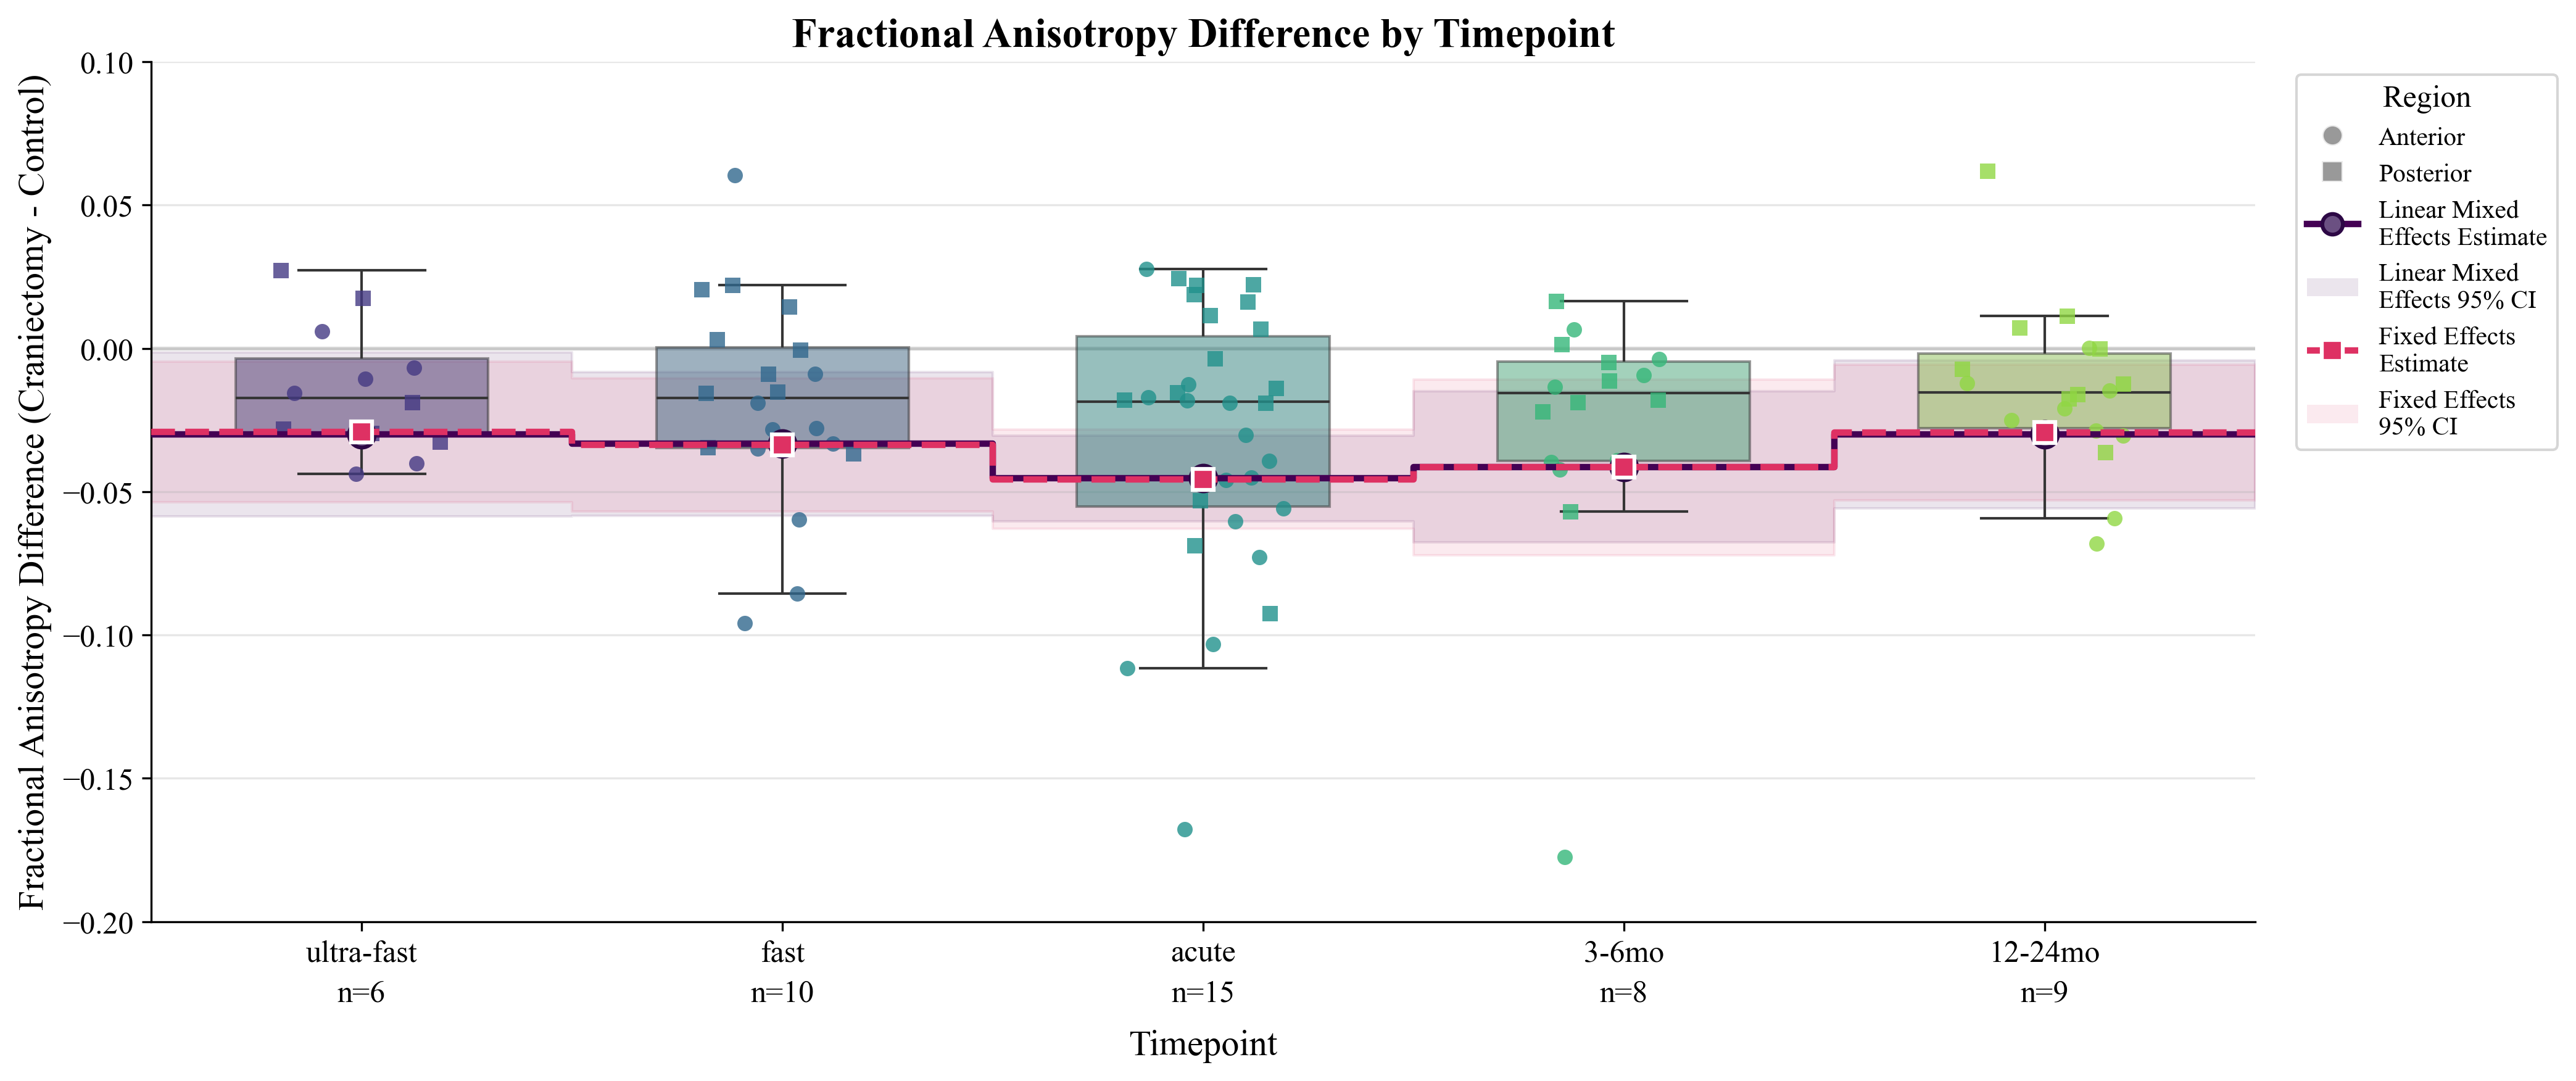 Fractional Anisotropy Difference by Timepoint
Fractional Anisotropy Difference (Craniectomy - Control)
0.10
0.05
0.00
−0.05
−0.10
−0.15
−0.20
ultra-fast
n=6
fast
n=10
acute
n=15
3-6mo
n=8
12-24mo
n=9
Timepoint
Region
Anterior
Posterior
Linear Mixed
Effects Estimate
Linear Mixed
Effects 95% CI
Fixed Effects
Estimate
Fixed Effects
95% CI